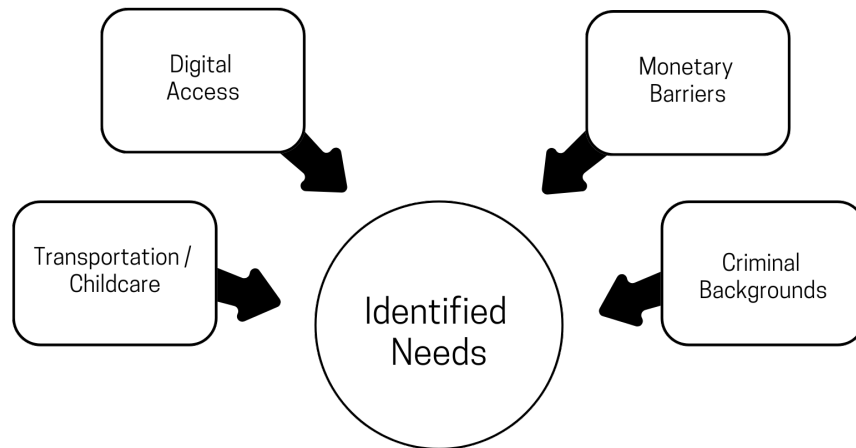 Digital
Access
Monetary
Barriers
Transportation /
Childcare
Criminal
Backgrounds
Identified
Needs